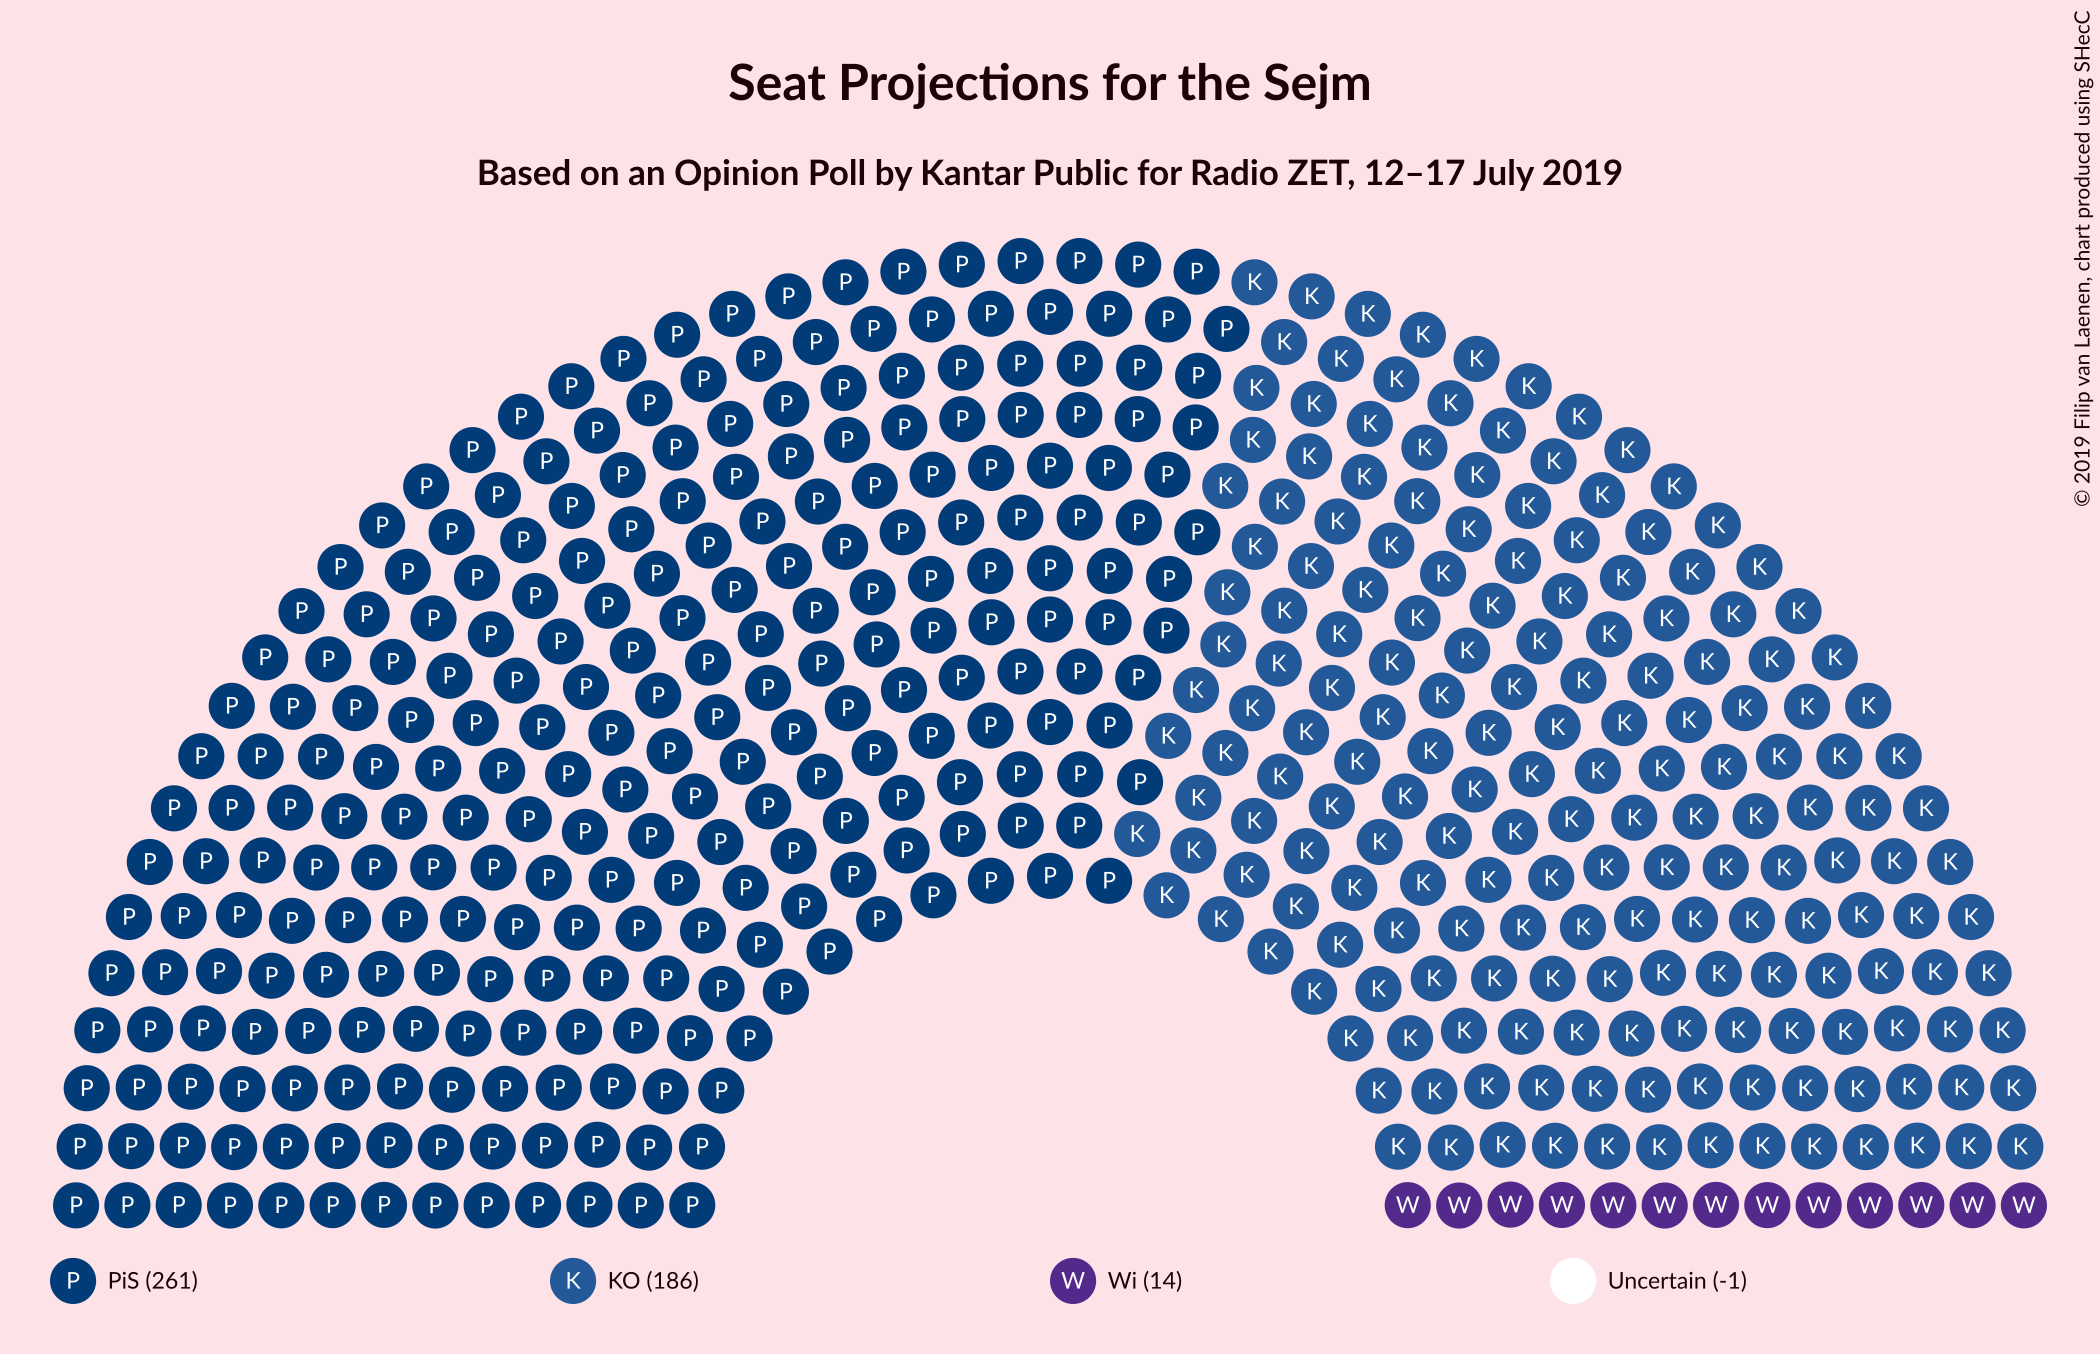 Seat Projections for the Sejm
Based on an Opinion Poll by Kantar Public for Radio ZET, 12–17 July 2019
© 2019 Filip van Laenen, chart produced using SHecC
P PiS (261) K KO (186) W Wi (14) Uncertain (-1)